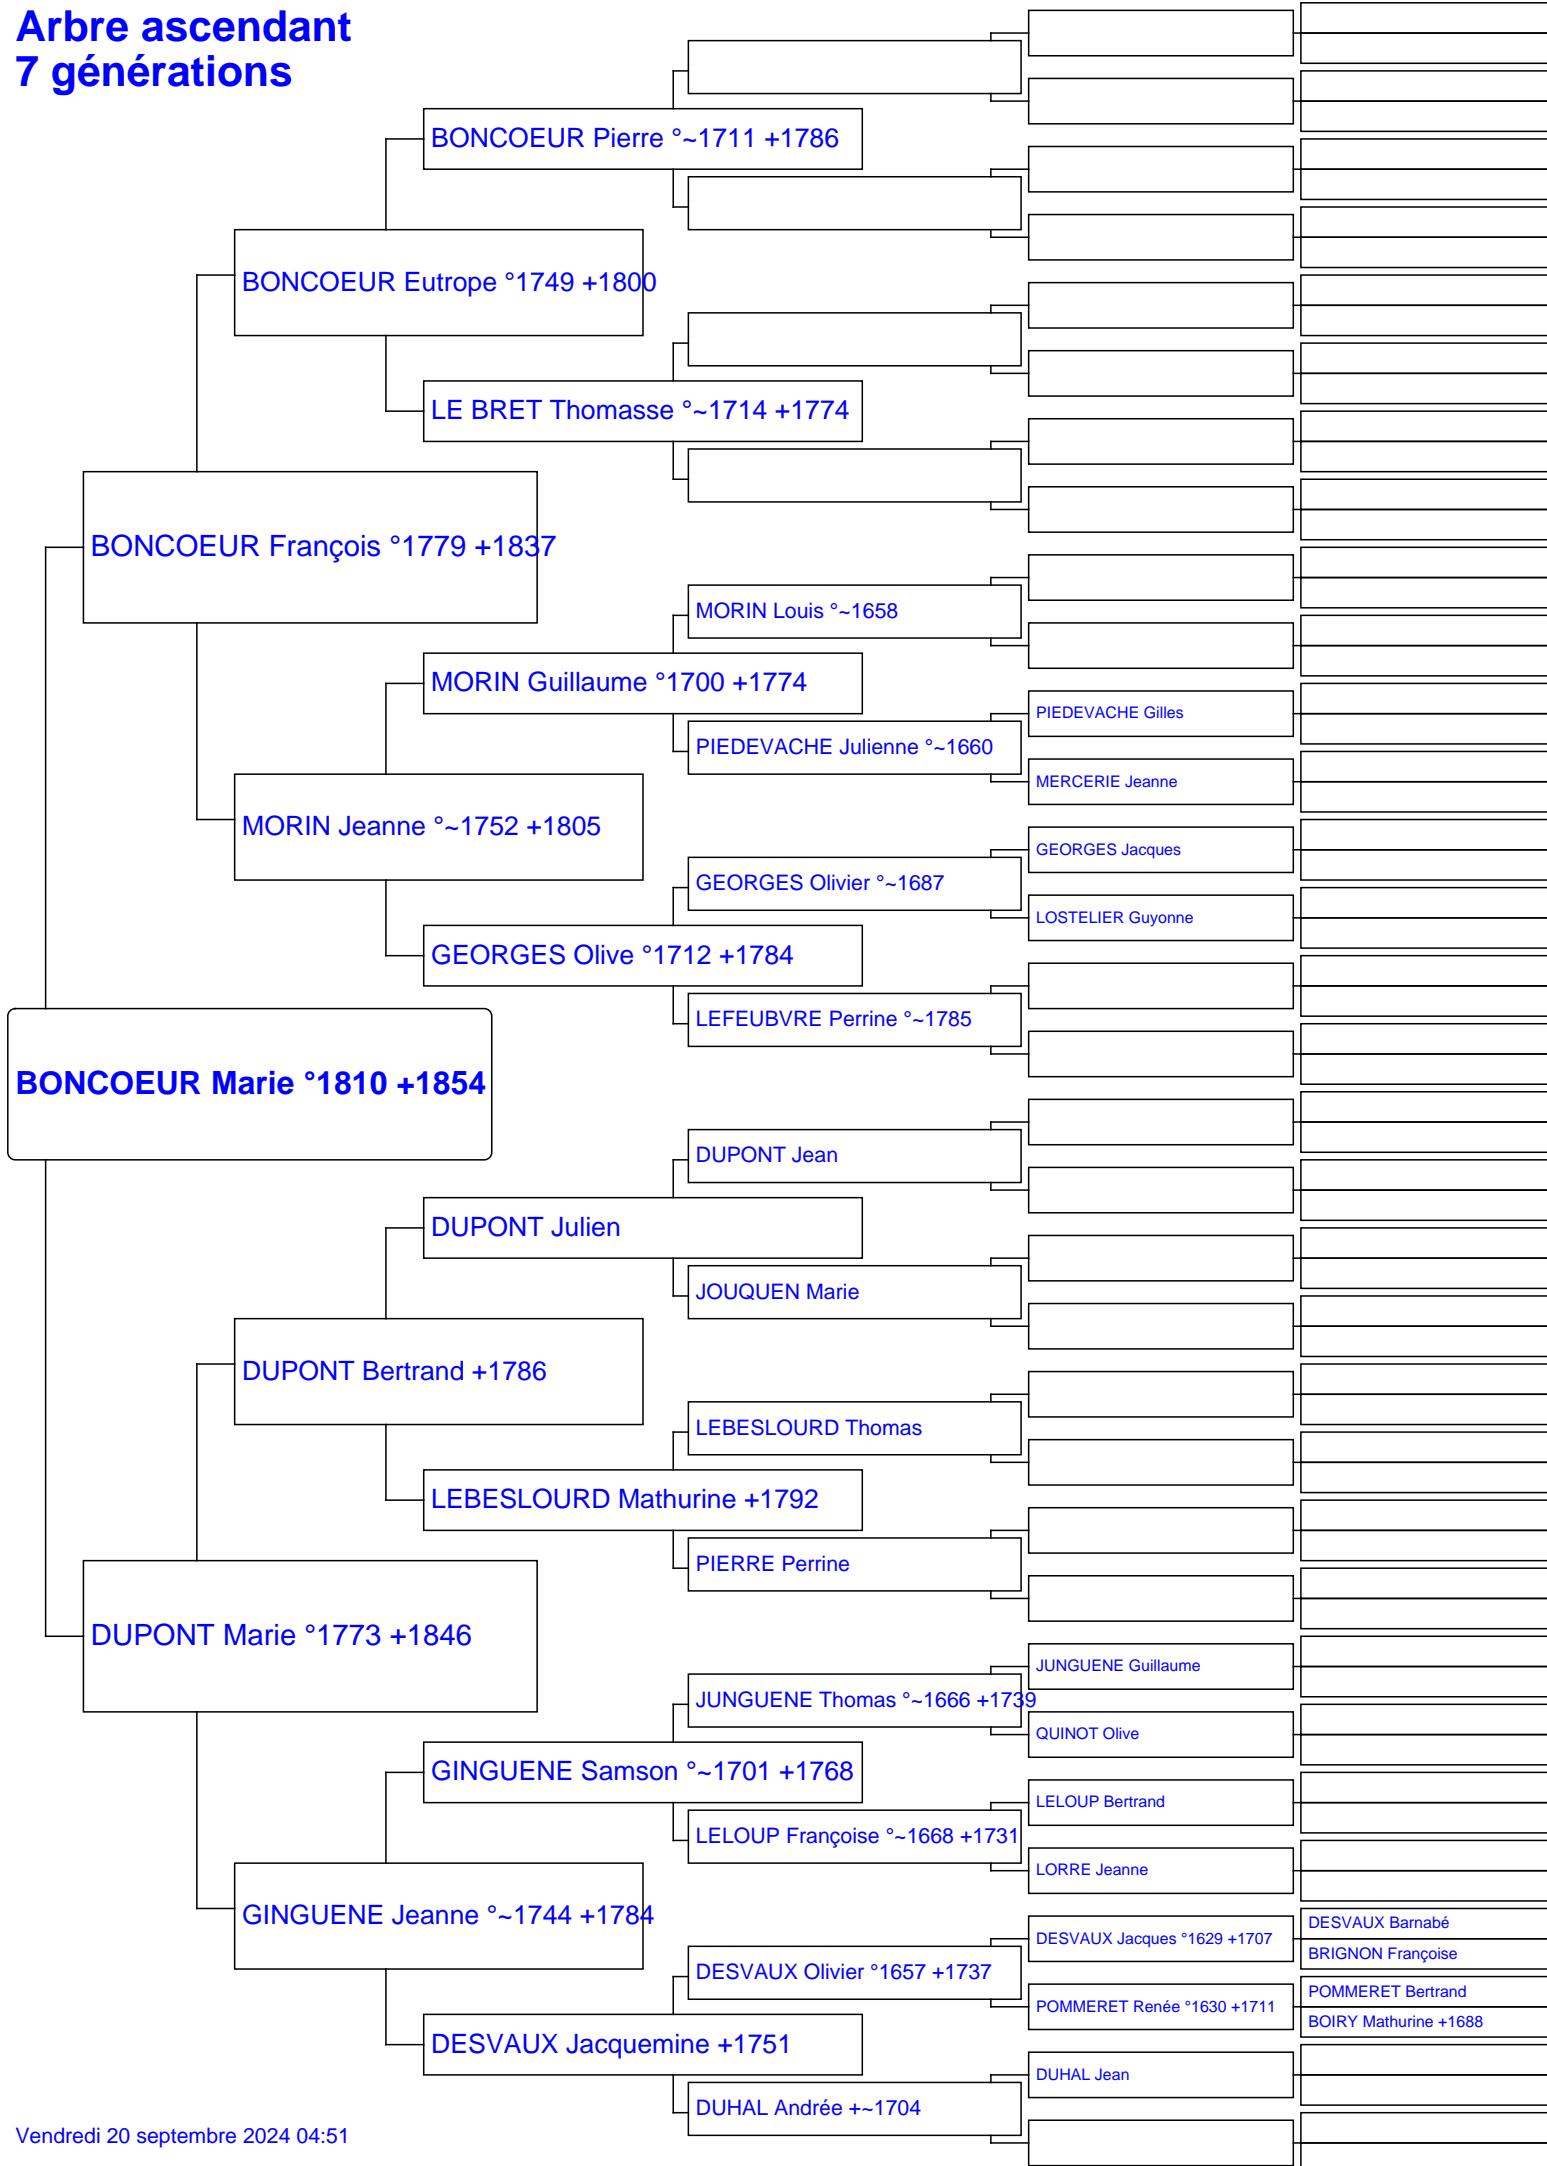 Arbre ascendant
7 générations
BONCOEUR Pierre °~1711 +1786
BONCOEUR Eutrope °1749 +1800
LE BRET Thomasse °~1714 +1774
BONCOEUR François °1779 +1837
MORIN Louis °~1658
MORIN Guillaume °1700 +1774
PIEDEVACHE Gilles
PIEDEVACHE Julienne °~1660
MERCERIE Jeanne
MORIN Jeanne °~1752 +1805
GEORGES Jacques
GEORGES Olivier °~1687
LOSTELIER Guyonne
GEORGES Olive °1712 +1784
LEFEUBVRE Perrine °~1785
BONCOEUR Marie °1810 +1854
DUPONT Jean
DUPONT Julien
JOUQUEN Marie
DUPONT Bertrand +1786
LEBESLOURD Thomas
LEBESLOURD Mathurine +1792
PIERRE Perrine
DUPONT Marie °1773 +1846
JUNGUENE Guillaume
JUNGUENE Thomas °~1666 +1739
QUINOT Olive
GINGUENE Samson °~1701 +1768
LELOUP Bertrand
LELOUP Françoise °~1668 +1731
LORRE Jeanne
GINGUENE Jeanne °~1744 +1784
DESVAUX Barnabé
DESVAUX Jacques °1629 +1707
BRIGNON Françoise
DESVAUX Olivier °1657 +1737
POMMERET Bertrand
POMMERET Renée °1630 +1711
BOIRY Mathurine +1688
DESVAUX Jacquemine +1751
DUHAL Jean
DUHAL Andrée +~1704
Vendredi 20 septembre 2024 04:51